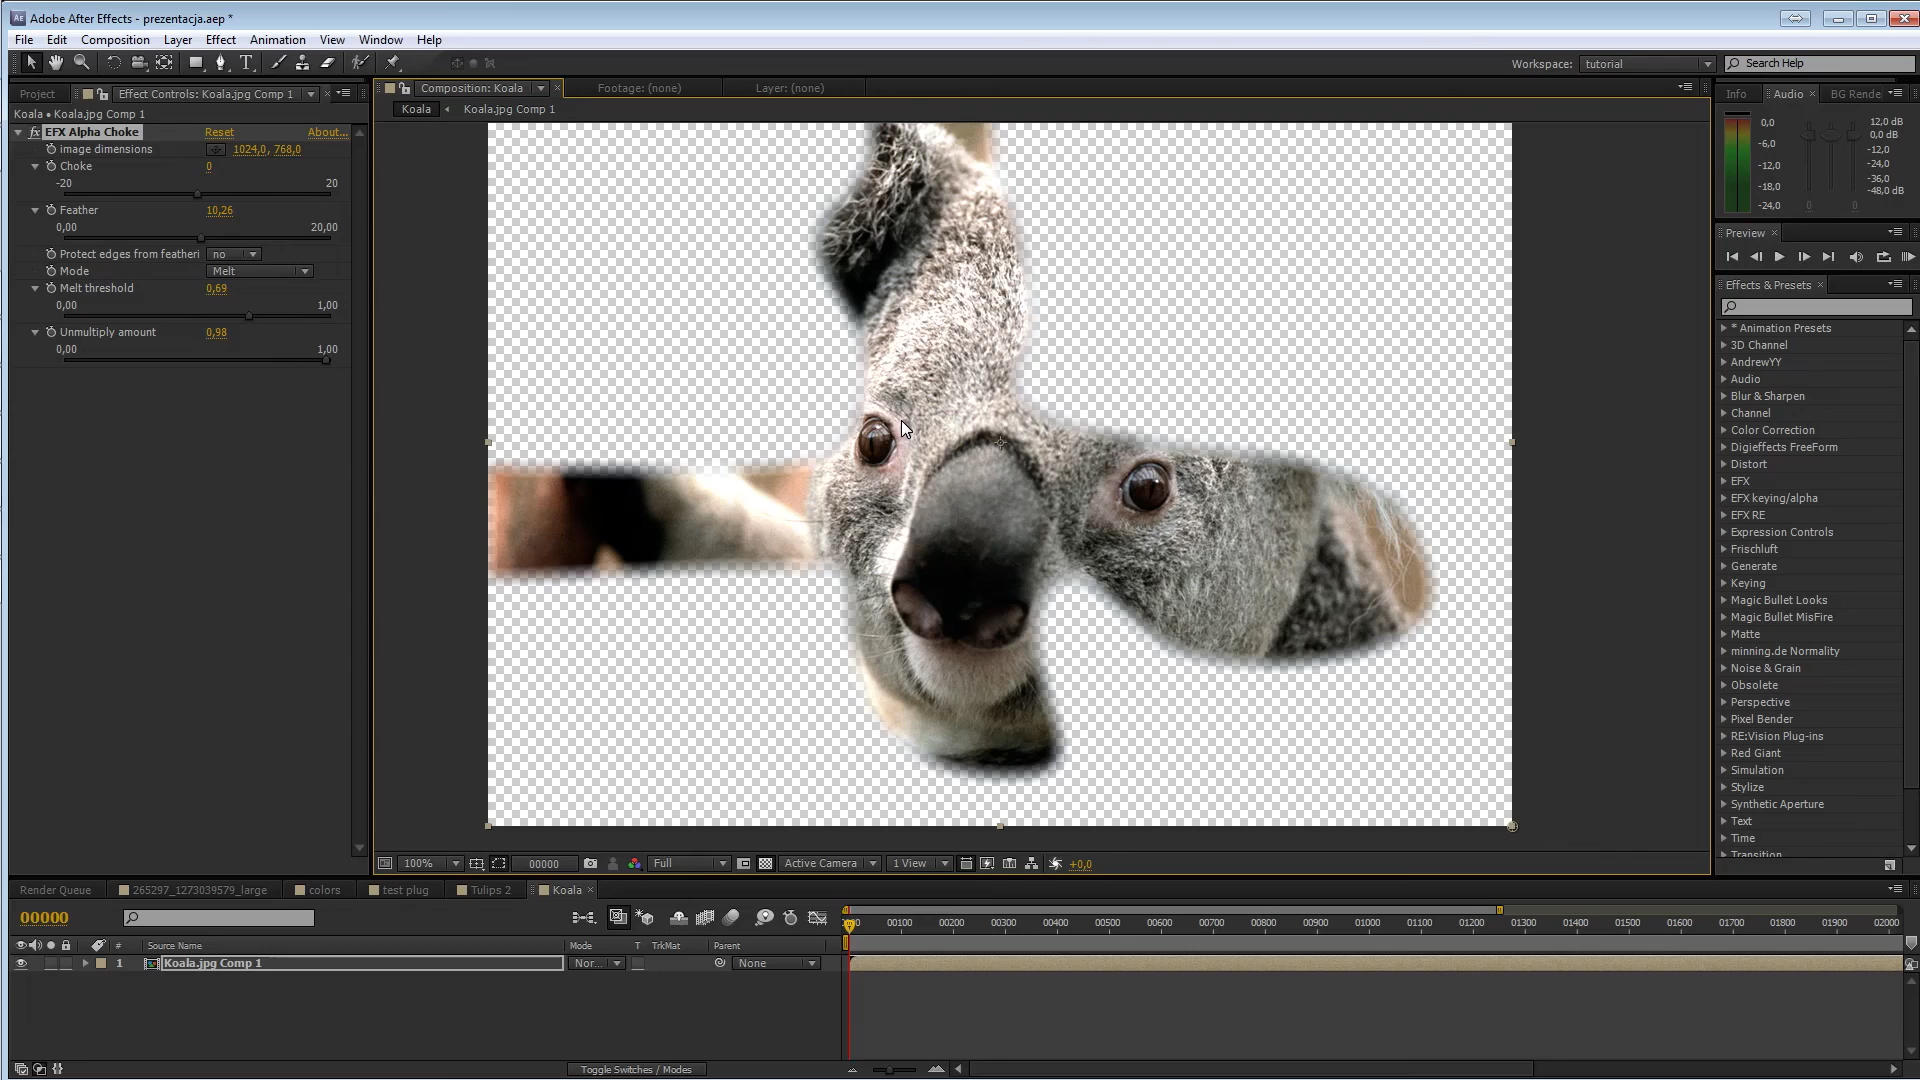 Adobe After Effects - prezentacja.aep *
File Edit Composition Layer Effect Animation View Window Help
Workspace: tutorial Search Help
Project Effect Controls: Koala.jpg Comp 1
Koala • Koala.jpg Comp 1
fx EFX Alpha Choke Reset About...
image dimensions 1024,0, 768,0
Choke 0
-20 20
Feather 10,26
0,00 20,00
Protect edges from featheri no
Mode Melt
Melt threshold 0,69
0,00 1,00
Unmultiply amount 0,98
0,00 1,00
Composition: Koala Footage: (none) Layer: (none)
Koala Koala.jpg Comp 1
100% 00000 Full Active Camera 1 View +0,0
Info Audio BG Rende
0,0
-6,0
-12,0
-18,0
-24,0
12,0 dB
0,0 dB
-12,0
-24,0
-36,0
-48,0 dB
0 0
Preview
Effects & Presets
* Animation Presets
3D Channel
AndrewYY
Audio
Blur & Sharpen
Channel
Color Correction
Digieffects FreeForm
Distort
EFX
EFX keying/alpha
EFX RE
Expression Controls
Frischluft
Generate
Keying
Magic Bullet Looks
Magic Bullet MisFire
Matte
minning.de Normality
Noise & Grain
Obsolete
Perspective
Pixel Bender
RE:Vision Plug-ins
Red Giant
Simulation
Stylize
Synthetic Aperture
Text
Time
Transition
Render Queue 265297_1273039579_large colors test plug Tulips 2 Koala
00000
00100 00200 00300 00400 00500 00600 00700 00800 00900 01000 01100 01200 01300 01400 01500 01600 01700 01800 01900 02000
# Source Name Mode T TrkMat Parent
1 Koala.jpg Comp 1 Nor... None
Toggle Switches / Modes